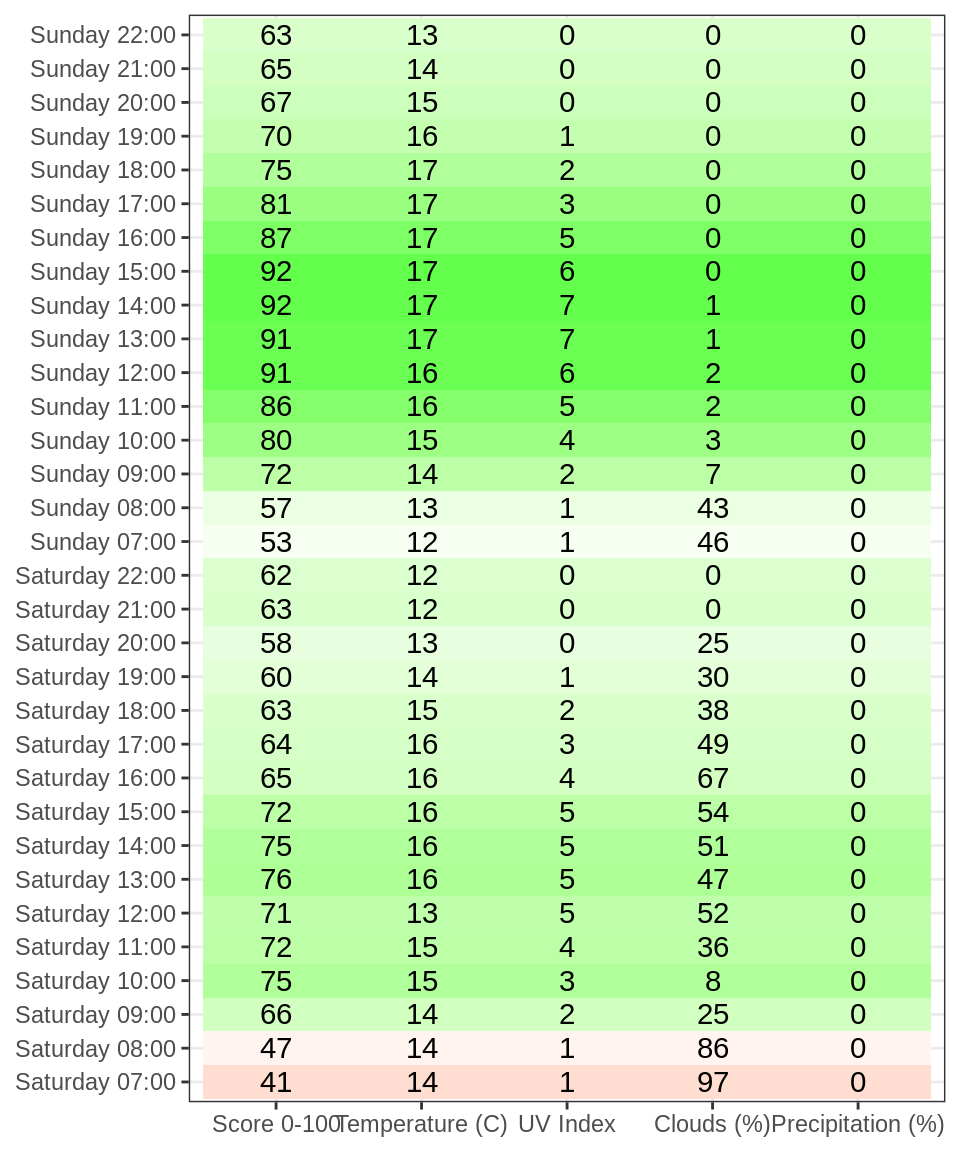 Sunday 22:00 63 13 0 0 0
Sunday 21:00 65 14 0 0 0
Sunday 20:00 67 15 0 0 0
Sunday 19:00 70 16 1 0 0
Sunday 18:00 75 17 2 0 0
Sunday 17:00 81 17 3 0 0
Sunday 16:00 87 17 5 0 0
Sunday 15:00 92 17 6 0 0
Sunday 14:00 92 17 7 1 0
Sunday 13:00 91 17 7 1 0
Sunday 12:00 91 16 6 2 0
Sunday 11:00 86 16 5 2 0
Sunday 10:00 80 15 4 3 0
Sunday 09:00 72 14 2 7 0
Sunday 08:00 57 13 1 43 0
Sunday 07:00 53 12 1 46 0
Saturday 22:00 62 12 0 0 0
Saturday 21:00 63 12 0 0 0
Saturday 20:00 58 13 0 25 0
Saturday 19:00 60 14 1 30 0
Saturday 18:00 63 15 2 38 0
Saturday 17:00 64 16 3 49 0
Saturday 16:00 65 16 4 67 0
Saturday 15:00 72 16 5 54 0
Saturday 14:00 75 16 5 51 0
Saturday 13:00 76 16 5 47 0
Saturday 12:00 71 13 5 52 0
Saturday 11:00 72 15 4 36 0
Saturday 10:00 75 15 3 8 0
Saturday 09:00 66 14 2 25 0
Saturday 08:00 47 14 1 86 0
Saturday 07:00 41 14 1 97 0
Score 0-100 Temperature (C) UV Index Clouds (%) Precipitation (%)